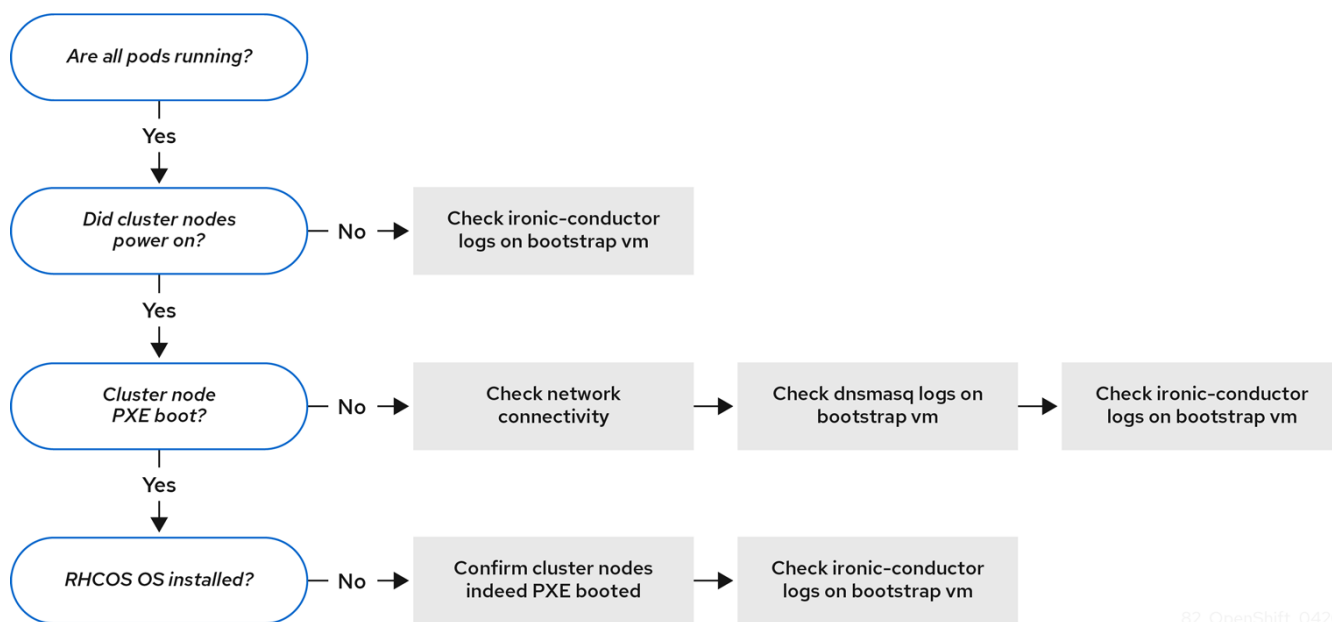 Are all pods running?
Yes
Did cluster nodes
power on?
No
Check ironic-conductor
logs on bootstrap vm
Yes
Cluster node
PXE boot?
No
Check network
connectivity
Check dnsmasq logs on
bootstrap vm
Check ironic-conductor
logs on bootstrap vm
Yes
RHCOS OS installed?
No
Confirm cluster nodes
indeed PXE booted
Check ironic-conductor
logs on bootstrap vm
82_OpenShift_042